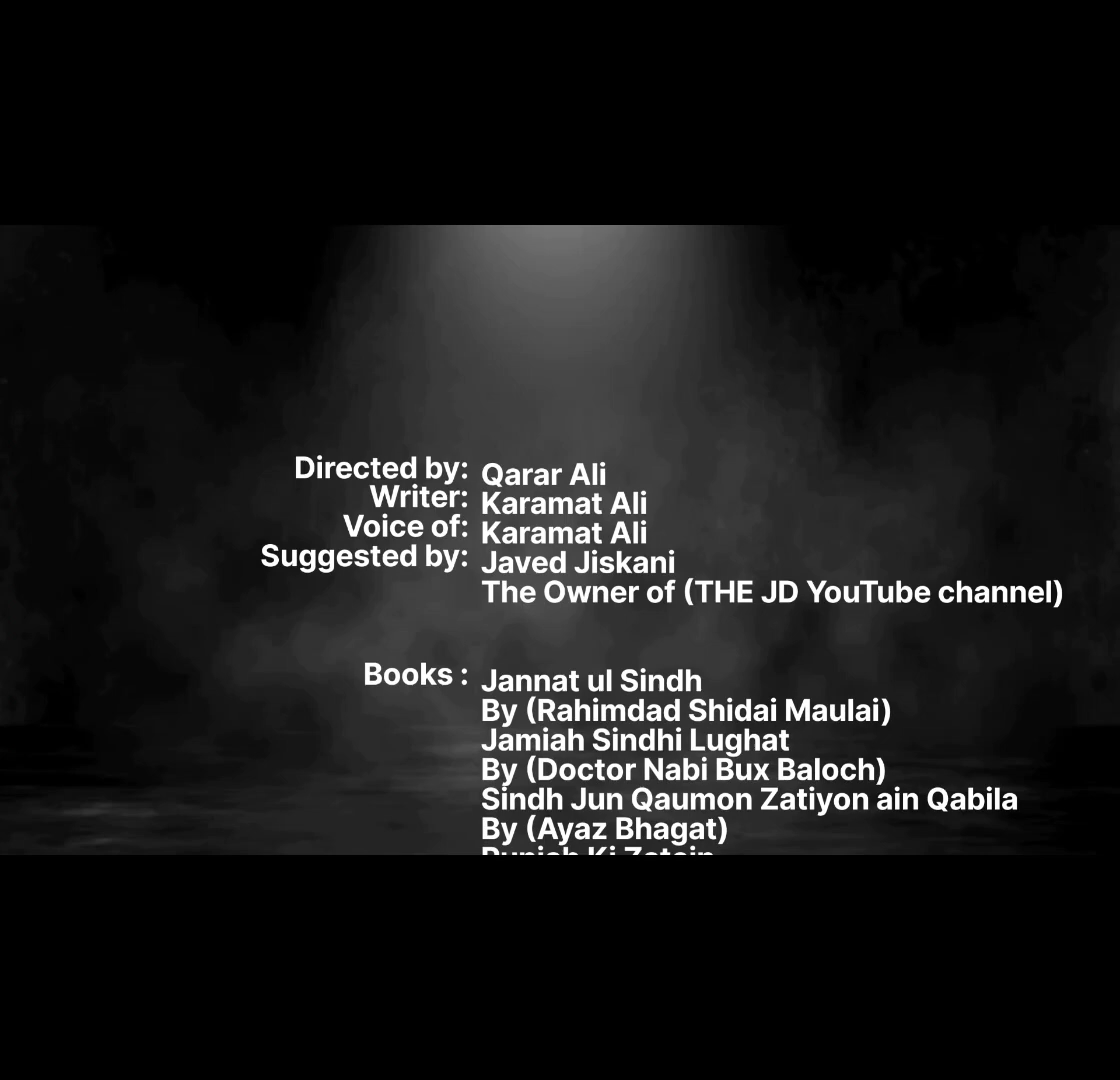 Directed by: Qarar Ali
Writer: Karamat Ali
Voice of: Karamat Ali
Suggested by: Javed Jiskani
The Owner of (THE JD YouTube channel)
Books : Jannat ul Sindh
By (Rahimdad Shidai Maulai)
Jamiah Sindhi Lughat
By (Doctor Nabi Bux Baloch)
Sindh Jun Qaumon Zatiyon ain Qabila
By (Ayaz Bhagat)